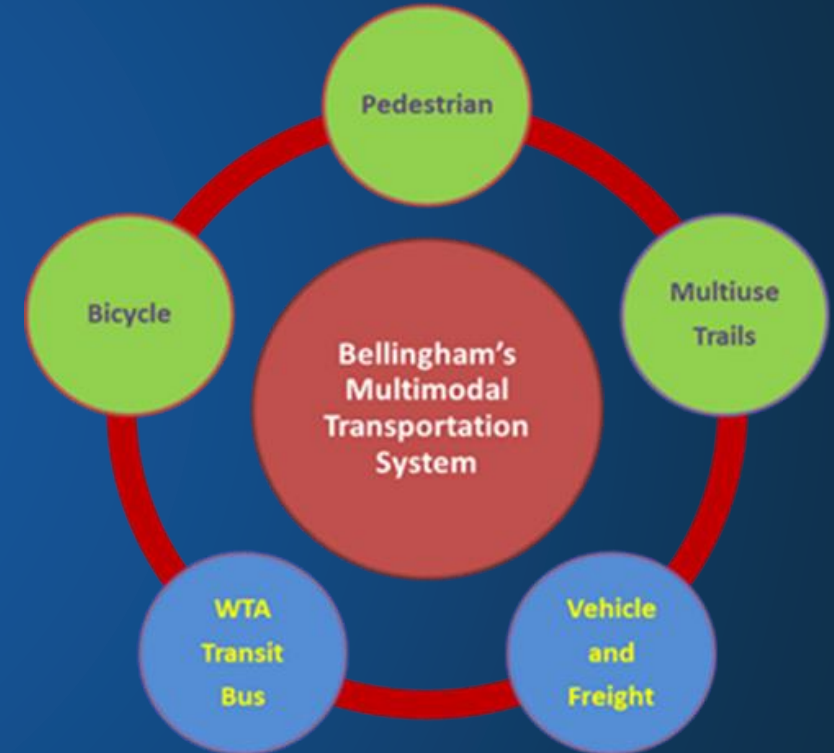 Pedestrian
Bicycle
Multiuse
Trails
Bellingham’s
Multimodal
Transportation
System
WTA
Transit
Bus
Vehicle
and
Freight